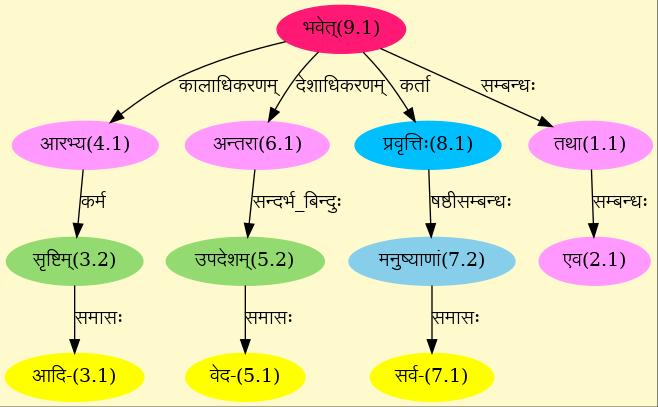 भवेत्(9.1)
कालाधिकरणम् देशाधिकरणम् कर्ता सम्बन्धः
आरभ्य(4.1) अन्तरा(6.1) प्रवृत्तिः(8.1) तथा(1.1)
कर्म सन्दर्भ_बिन्दुः षष्ठीसम्बन्धः सम्बन्धः
सृष्टिम्(3.2) उपदेशम्(5.2) मनुष्याणां(7.2) एव(2.1)
समासः समासः समासः
आदि-(3.1) वेद-(5.1) सर्व-(7.1)